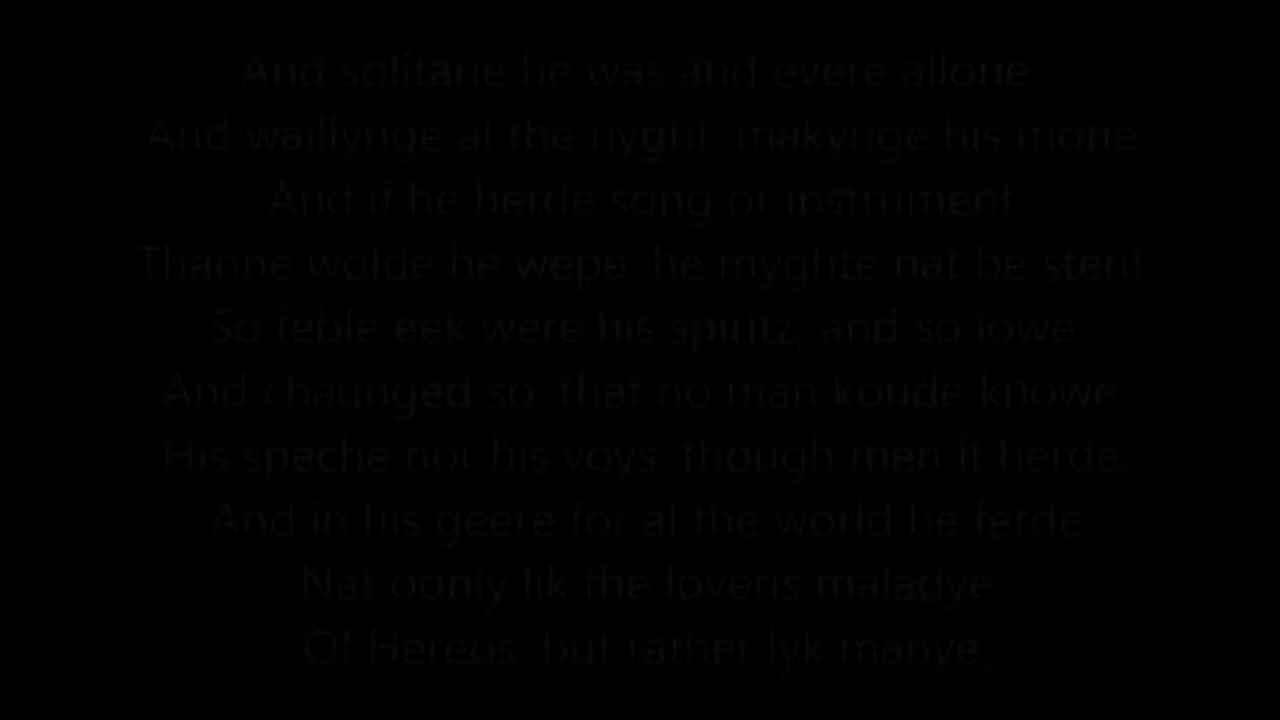 And solitarie he was and evere allone,
And waillynge al the nyght, makynge his mone;
And if he herde song or instrument,
Thanne wolde he wepe, he myghte nat be stent.
So feble eek were his spiritz, and so lowe,
And chaunged so, that no man koude knowe
His speche nor his voys, though men it herde.
And in his geere for al the world he ferde
Nat oonly lik the loveris maladye
Of Hereos, but rather lyk manye,